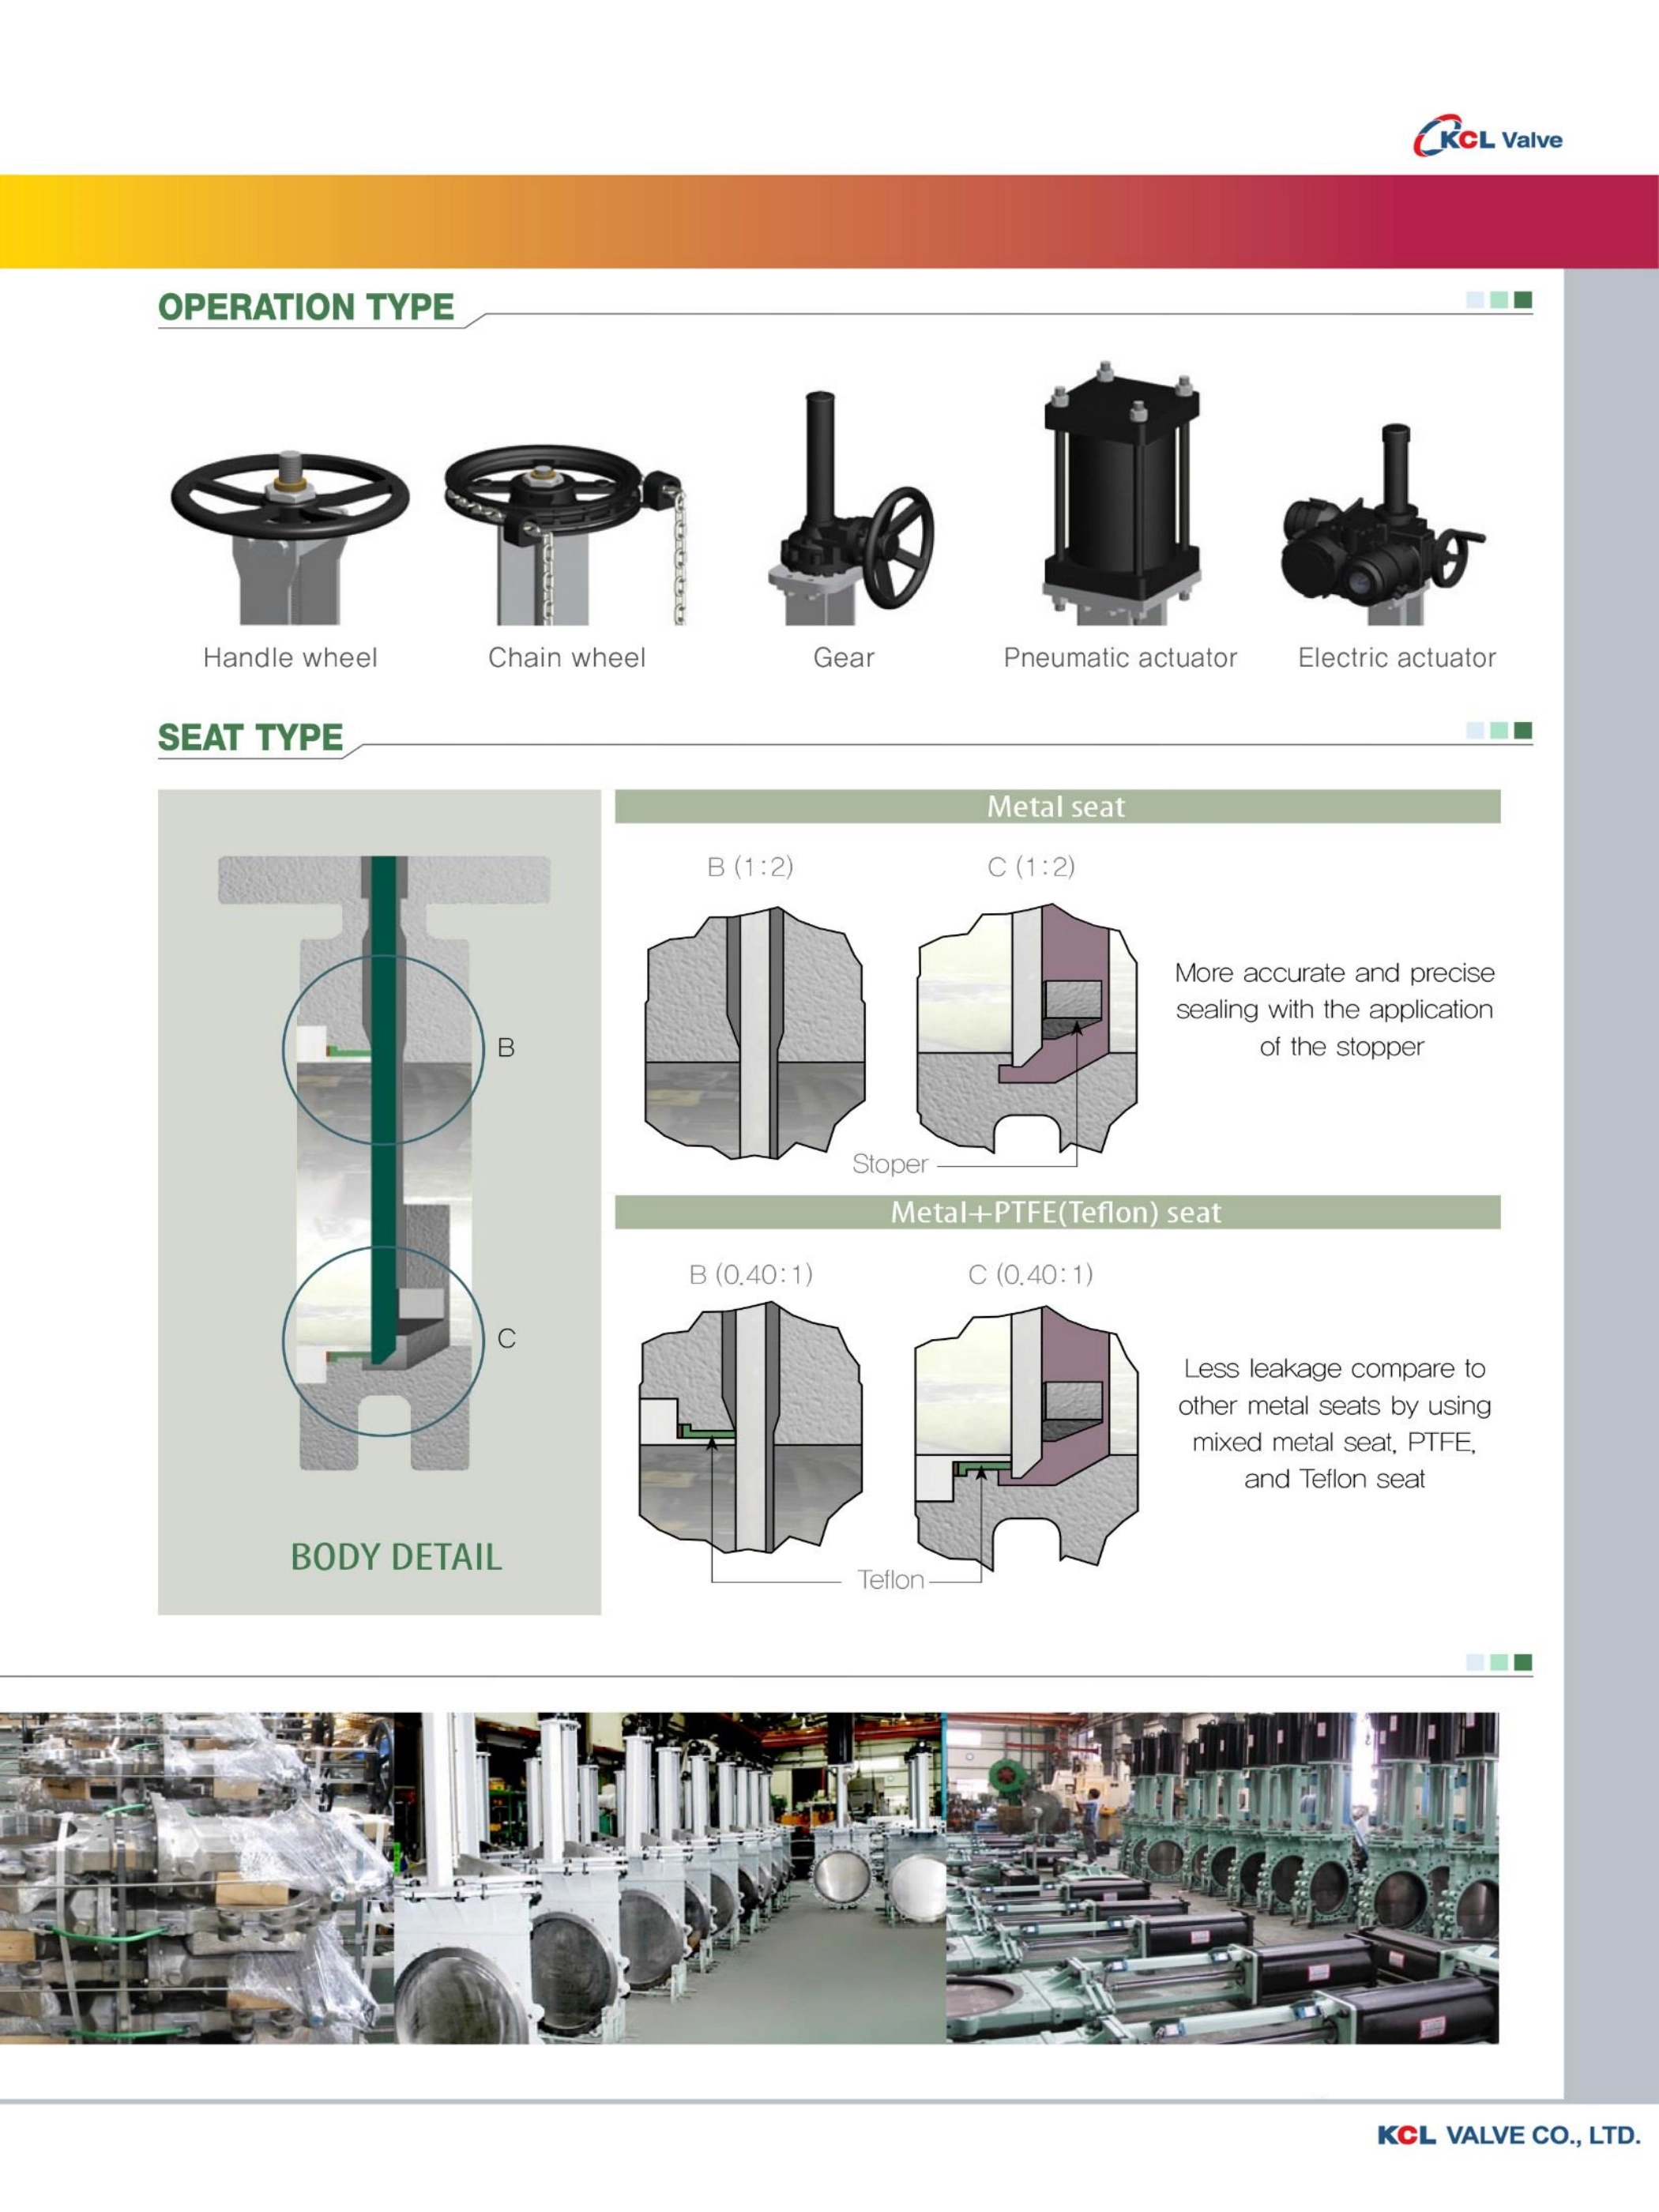 KCL Valve
OPERATION TYPE
Handle wheel
Chain wheel
Gear
Pneumatic actuator
Electric actuator
SEAT TYPE
B
C
BODY DETAIL
Metal seat
B (1:2)
C (1:2)
More accurate and precise
sealing with the application
of the stopper
Stoper
Metal+PTFE(Teflon) seat
B (0.40:1)
C (0.40:1)
Less leakage compare to
other metal seats by using
mixed metal seat, PTFE,
and Teflon seat
Teflon
KCL VALVE CO., LTD.